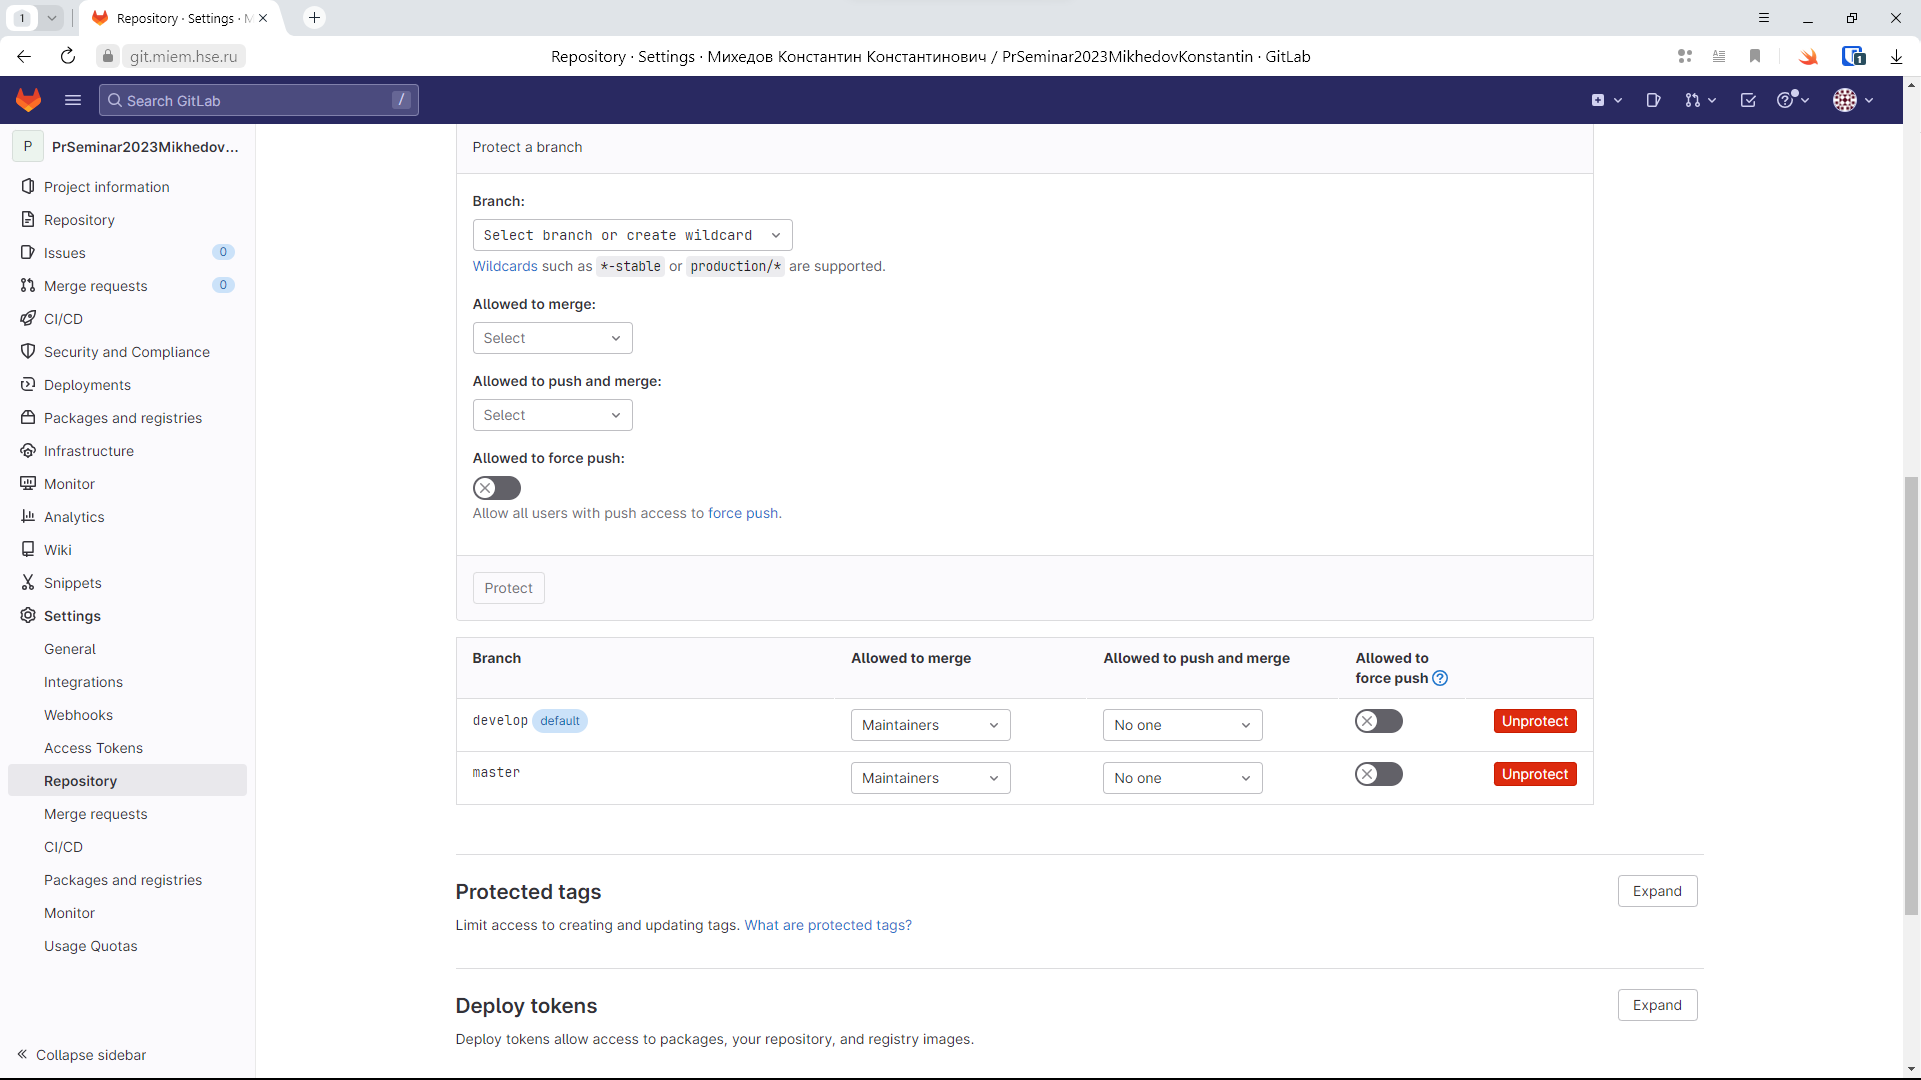 1
Repository · Settings · М
git.miem.hse.ru
Repository · Settings · Михедов Константин Константинович / PrSeminar2023MikhedovKonstantin · GitLab
1
Search GitLab
/
P
PrSeminar2023Mikhedov...
Project information
Repository
Issues
0
Merge requests
0
CI/CD
Security and Compliance
Deployments
Packages and registries
Infrastructure
Monitor
Analytics
Wiki
Snippets
Settings
General
Integrations
Webhooks
Access Tokens
Repository
Merge requests
CI/CD
Packages and registries
Monitor
Usage Quotas
Collapse sidebar
Protect a branch
Branch:
Select branch or create wildcard
Wildcards such as *-stable or production/* are supported.
Allowed to merge:
Select
Allowed to push and merge:
Select
Allowed to force push:
Allow all users with push access to force push.
Protect
Branch
Allowed to merge
Allowed to push and merge
Allowed to
force push
develop default
Maintainers
No one
Unprotect
master
Maintainers
No one
Unprotect
Protected tags
Expand
Limit access to creating and updating tags. What are protected tags?
Deploy tokens
Expand
Deploy tokens allow access to packages, your repository, and registry images.